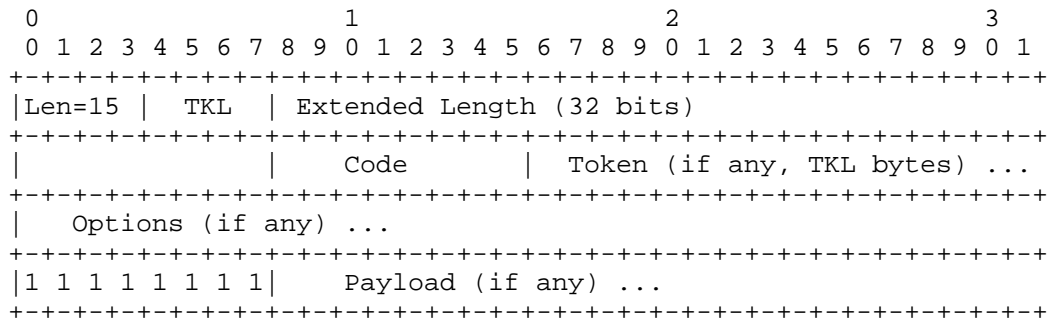 0                   1                   2                   3
 0 1 2 3 4 5 6 7 8 9 0 1 2 3 4 5 6 7 8 9 0 1 2 3 4 5 6 7 8 9 0 1
+-+-+-+-+-+-+-+-+-+-+-+-+-+-+-+-+-+-+-+-+-+-+-+-+-+-+-+-+-+-+-+-+
|Len=15 |  TKL  | Extended Length (32 bits)
+-+-+-+-+-+-+-+-+-+-+-+-+-+-+-+-+-+-+-+-+-+-+-+-+-+-+-+-+-+-+-+-+
|               |    Code       |  Token (if any, TKL bytes) ...
+-+-+-+-+-+-+-+-+-+-+-+-+-+-+-+-+-+-+-+-+-+-+-+-+-+-+-+-+-+-+-+-+
|   Options (if any) ...
+-+-+-+-+-+-+-+-+-+-+-+-+-+-+-+-+-+-+-+-+-+-+-+-+-+-+-+-+-+-+-+-+
|1 1 1 1 1 1 1 1|    Payload (if any) ...
+-+-+-+-+-+-+-+-+-+-+-+-+-+-+-+-+-+-+-+-+-+-+-+-+-+-+-+-+-+-+-+-+